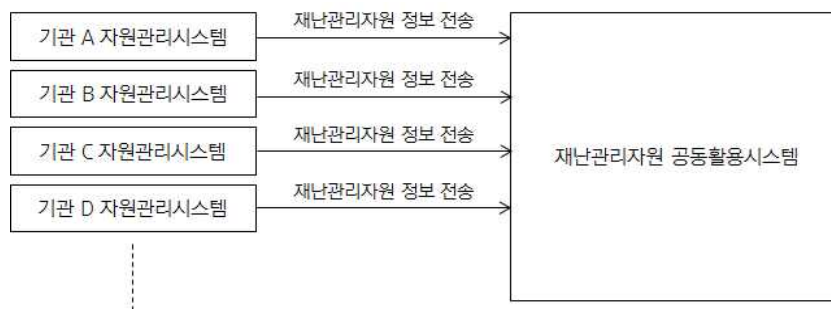 기관 A 자원관리시스템
재난관리자원 정보 전송
기관 B 자원관리시스템
재난관리자원 정보 전송
기관 C 자원관리시스템
재난관리자원 정보 전송
기관 D 자원관리시스템
재난관리자원 정보 전송
재난관리자원 공동활용시스템